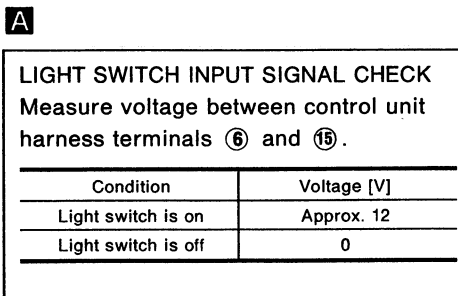 A
LIGHT SWITCH INPUT SIGNAL CHECK
Measure voltage between control unit
harness terminals ⑥ and ⑮.
Condition Voltage [V]
Light switch is on Approx. 12
Light switch is off 0